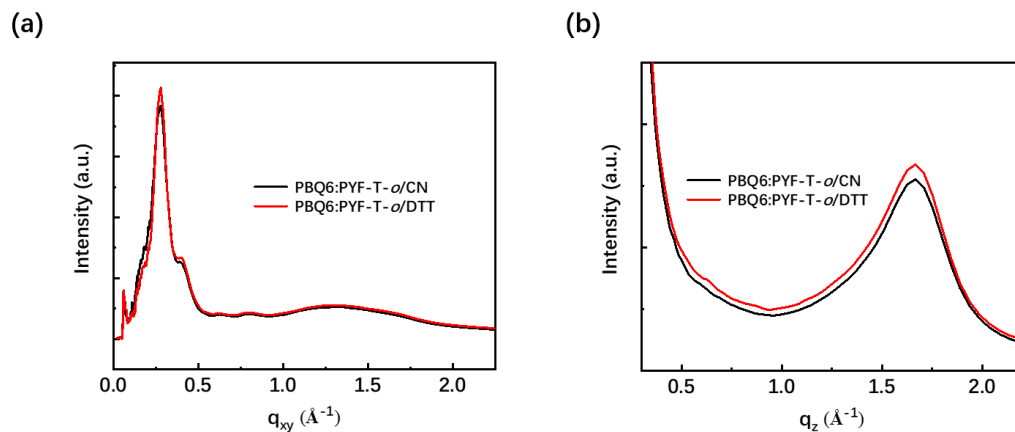 (a)
Intensity (a.u.)
PBQ6:PYF-T-o/CN
PBQ6:PYF-T-o/DTT
0.0 0.5 1.0 1.5 2.0
qxy (Å-1)
(b)
Intensity (a.u.)
PBQ6:PYF-T-o/CN
PBQ6:PYF-T-o/DTT
0.5 1.0 1.5 2.0
qz (Å-1)